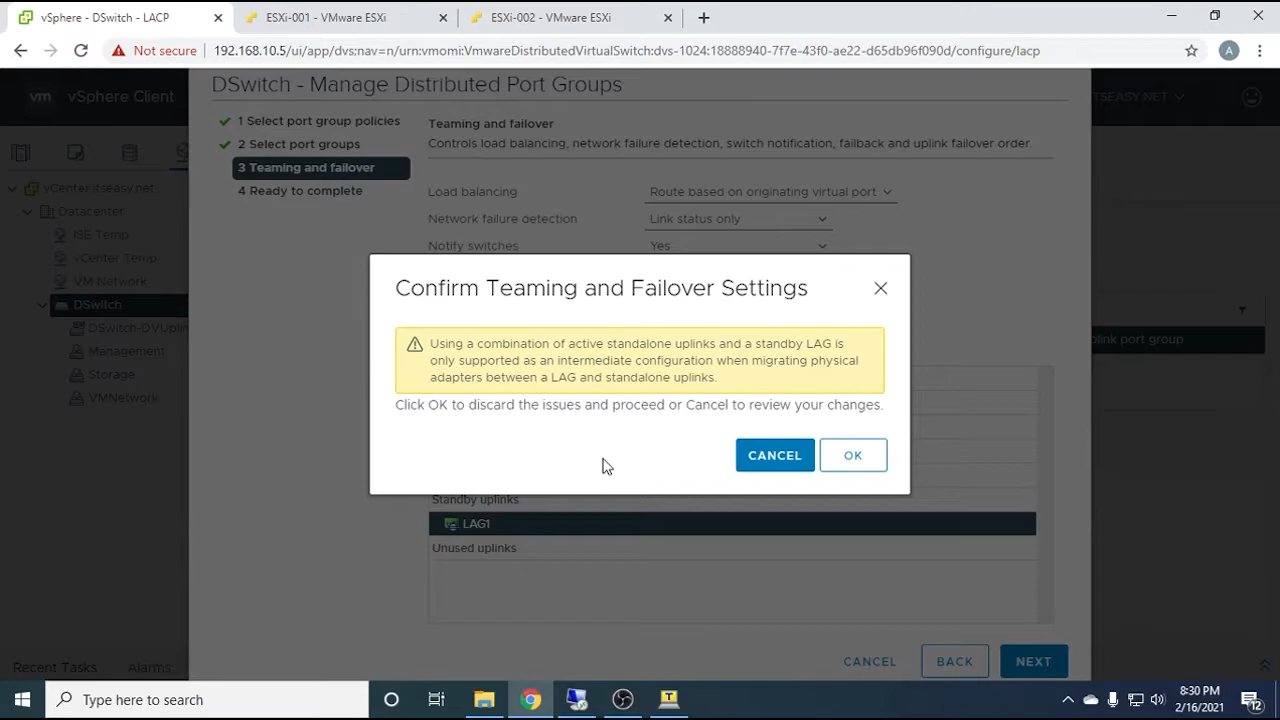 vSphere - DSwitch - LACP
ESXi-001 - VMware ESXi
ESXi-002 - VMware ESXi
Not secure
192.168.10.5/ui/app/dvs;nav=n/urn:vmomi:VmwareDistributedVirtualSwitch:dvs-1024:18888940-7f7e-43f0-ae22-d65db96f090d/configure/lacp
A
vm
vSphere Client
TSEASY.NET
DSwitch - Manage Distributed Port Groups
1 Select port group policies
2 Select port groups
3 Teaming and failover
4 Ready to complete
Teaming and failover
Controls load balancing, network failure detection, switch notification, failback and uplink failover order.
Load balancing
Route based on originating virtual port
Network failure detection
Link status only
Notify switches
Yes
vCenter.itseasy.net
Datacenter
ISE Temp
vCenter Temp
VM Network
DSwitch
DSwitch-DVUplin
Management
Storage
VMNetwork
plink port group
Confirm Teaming and Failover Settings
Using a combination of active standalone uplinks and a standby LAG is
only supported as an intermediate configuration when migrating physical
adapters between a LAG and standalone uplinks.
Click OK to discard the issues and proceed or Cancel to review your changes.
CANCEL
OK
Standby uplinks
LAG1
Unused uplinks
CANCEL
BACK
NEXT
Recent Tasks
Alarms
Type here to search
T
8:30 PM
2/16/2021
12